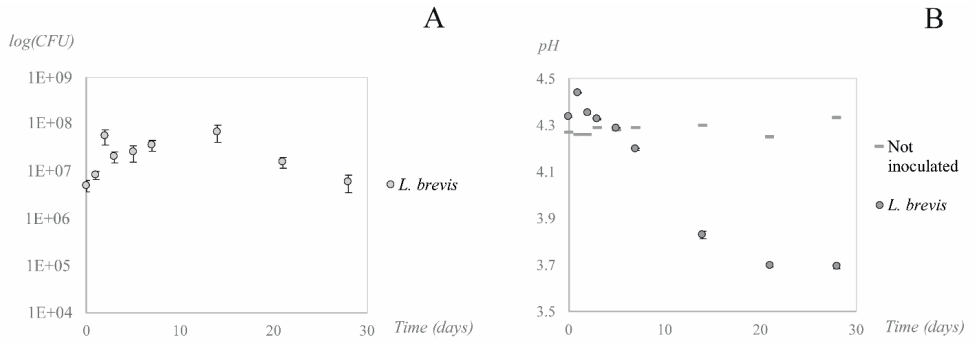 A
log(CFU)
1E+09
1E+08
1E+07
1E+06
1E+05
1E+04
0
10
20
30
Time (days)
L. brevis
B
pH
4.5
4.3
4.1
3.9
3.7
3.5
0
10
20
30
Time (days)
Not
inoculated
L. brevis